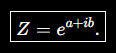 Z = e^{a+ib}.